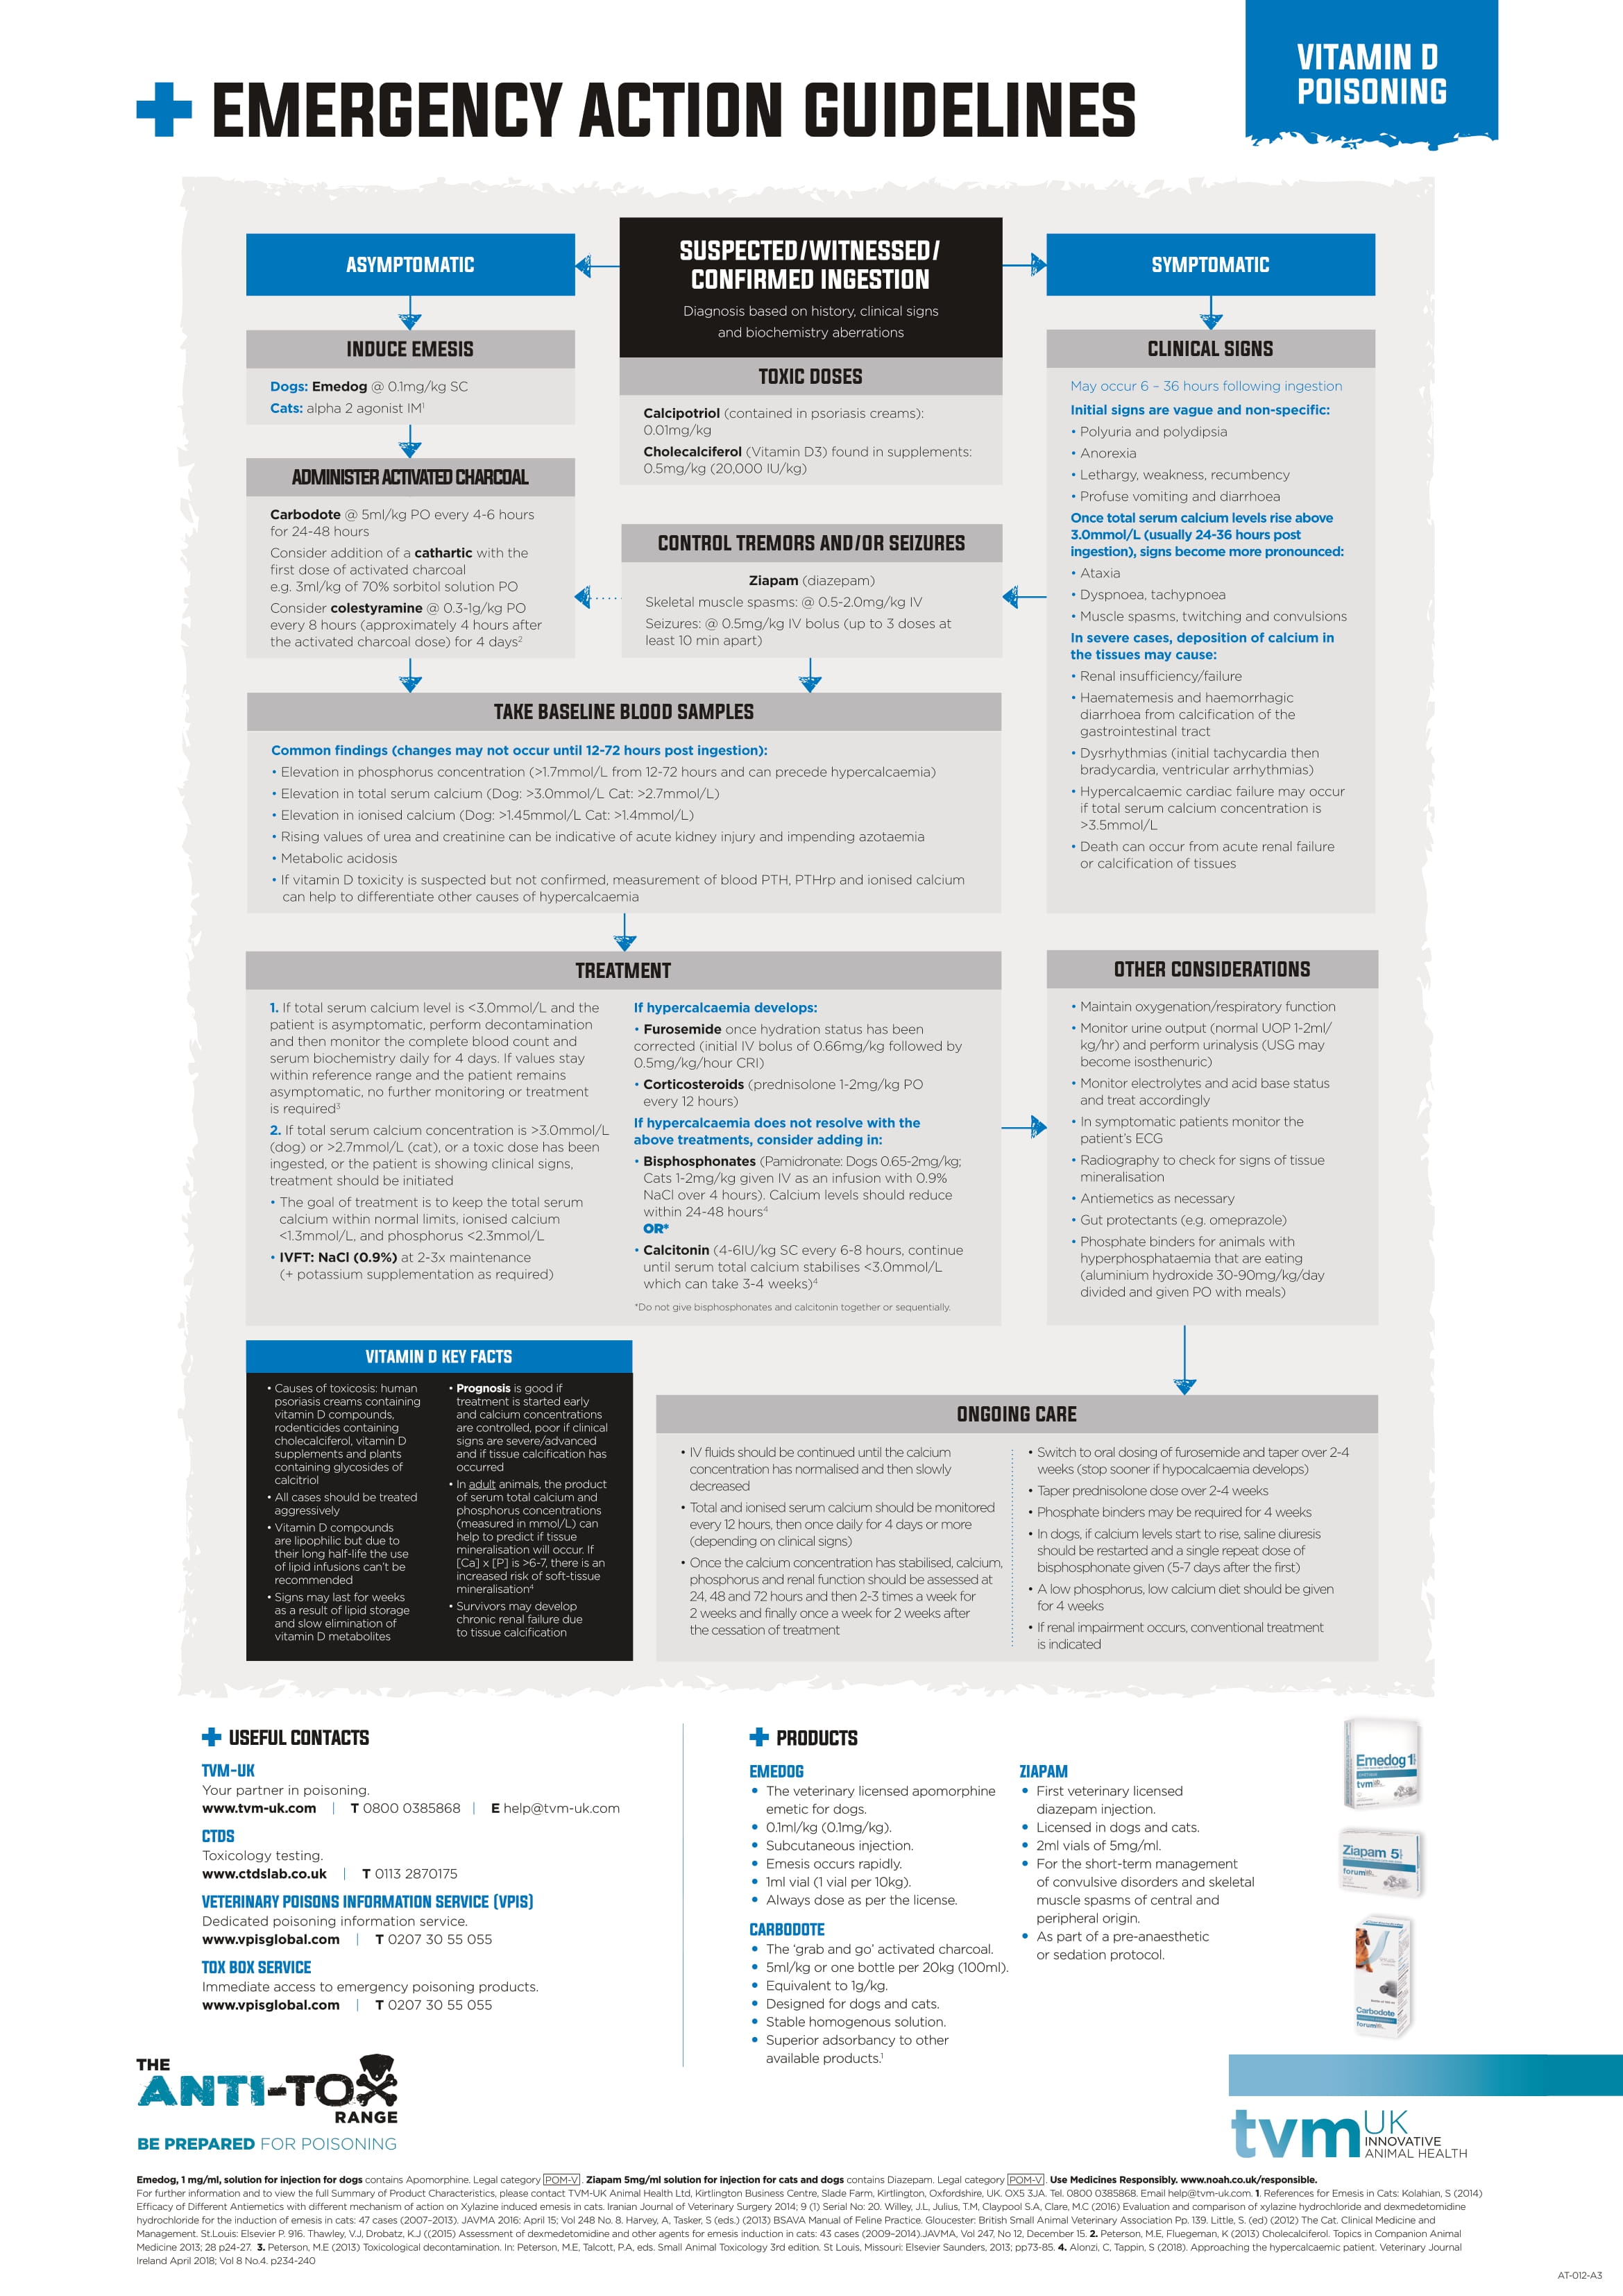 VITAMIN D
POISONING
EMERGENCY ACTION GUIDELINES
ASYMPTOMATIC
SUSPECTED/WITNESSED/
CONFIRMED INGESTION
Diagnosis based on history, clinical signs
and biochemistry aberrations
SYMPTOMATIC
INDUCE EMESIS
Dogs: Emedog @ 0.1mg/kg SC
Cats: alpha 2 agonist IM1
TOXIC DOSES
Calcipotriol (contained in psoriasis creams):
0.01mg/kg
Cholecalciferol (Vitamin D3) found in supplements:
0.5mg/kg (20,000 IU/kg)
CLINICAL SIGNS
May occur 6 – 36 hours following ingestion
Initial signs are vague and non-specific:
• Polyuria and polydipsia
• Anorexia
• Lethargy, weakness, recumbency
• Profuse vomiting and diarrhoea
Once total serum calcium levels rise above
3.0mmol/L (usually 24-36 hours post
ingestion), signs become more pronounced:
• Ataxia
• Dyspnoea, tachypnoea
• Muscle spasms, twitching and convulsions
In severe cases, deposition of calcium in
the tissues may cause:
• Renal insufficiency/failure
• Haematemesis and haemorrhagic
diarrhoea from calcification of the
gastrointestinal tract
• Dysrhythmias (initial tachycardia then
bradycardia, ventricular arrhythmias)
• Hypercalcaemic cardiac failure may occur
if total serum calcium concentration is
>3.5mmol/L
• Death can occur from acute renal failure
or calcification of tissues
ADMINISTER ACTIVATED CHARCOAL
Carbodote @ 5ml/kg PO every 4-6 hours
for 24-48 hours
Consider addition of a cathartic with the
first dose of activated charcoal
e.g. 3ml/kg of 70% sorbitol solution PO
Consider colestyramine @ 0.3-1g/kg PO
every 8 hours (approximately 4 hours after
the activated charcoal dose) for 4 days2
CONTROL TREMORS AND/OR SEIZURES
Ziapam (diazepam)
Skeletal muscle spasms: @ 0.5-2.0mg/kg IV
Seizures: @ 0.5mg/kg IV bolus (up to 3 doses at
least 10 min apart)
TAKE BASELINE BLOOD SAMPLES
Common findings (changes may not occur until 12-72 hours post ingestion):
• Elevation in phosphorus concentration (>1.7mmol/L from 12-72 hours and can precede hypercalcaemia)
• Elevation in total serum calcium (Dog: >3.0mmol/L Cat: >2.7mmol/L)
• Elevation in ionised calcium (Dog: >1.45mmol/L Cat: >1.4mmol/L)
• Rising values of urea and creatinine can be indicative of acute kidney injury and impending azotaemia
• Metabolic acidosis
• If vitamin D toxicity is suspected but not confirmed, measurement of blood PTH, PTHrp and ionised calcium
can help to differentiate other causes of hypercalcaemia
TREATMENT
1. If total serum calcium level is <3.0mmol/L and the
patient is asymptomatic, perform decontamination
and then monitor the complete blood count and
serum biochemistry daily for 4 days. If values stay
within reference range and the patient remains
asymptomatic, no further monitoring or treatment
is required3
2. If total serum calcium concentration is >3.0mmol/L
(dog) or >2.7mmol/L (cat), or a toxic dose has been
ingested, or the patient is showing clinical signs,
treatment should be initiated
• The goal of treatment is to keep the total serum
calcium within normal limits, ionised calcium
<1.3mmol/L, and phosphorus <2.3mmol/L
• IVFT: NaCl (0.9%) at 2-3x maintenance
(+ potassium supplementation as required)
If hypercalcaemia develops:
• Furosemide once hydration status has been
corrected (initial IV bolus of 0.66mg/kg followed by
0.5mg/kg/hour CRI)
• Corticosteroids (prednisolone 1-2mg/kg PO
every 12 hours)
If hypercalcaemia does not resolve with the
above treatments, consider adding in:
• Bisphosphonates (Pamidronate: Dogs 0.65-2mg/kg;
Cats 1-2mg/kg given IV as an infusion with 0.9%
NaCl over 4 hours). Calcium levels should reduce
within 24-48 hours4
OR*
• Calcitonin (4-6IU/kg SC every 6-8 hours, continue
until serum total calcium stabilises <3.0mmol/L
which can take 3-4 weeks)4
*Do not give bisphosphonates and calcitonin together or sequentially.
OTHER CONSIDERATIONS
• Maintain oxygenation/respiratory function
• Monitor urine output (normal UOP 1-2ml/
kg/hr) and perform urinalysis (USG may
become isosthenuric)
• Monitor electrolytes and acid base status
and treat accordingly
• In symptomatic patients monitor the
patient's ECG
• Radiography to check for signs of tissue
mineralisation
• Antiemetics as necessary
• Gut protectants (e.g. omeprazole)
• Phosphate binders for animals with
hyperphosphataemia that are eating
(aluminium hydroxide 30-90mg/kg/day
divided and given PO with meals)
VITAMIN D KEY FACTS
• Causes of toxicosis: human
psoriasis creams containing
vitamin D compounds,
rodenticides containing
cholecalciferol, vitamin D
supplements and plants
containing glycosides of
calcitriol
• All cases should be treated
aggressively
• Vitamin D compounds
are lipophilic but due to
their long half-life the use
of lipid infusions can't be
recommended
• Signs may last for weeks
as a result of lipid storage
and slow elimination of
vitamin D metabolites
• Prognosis is good if
treatment is started early
and calcium concentrations
are controlled, poor if clinical
signs are severe/advanced
and if tissue calcification has
occurred
• In adult animals, the product
of serum total calcium and
phosphorus concentrations
(measured in mmol/L) can
help to predict if tissue
mineralisation will occur. If
[Ca] x [P] is >6-7, there is an
increased risk of soft-tissue
mineralisation4
• Survivors may develop
chronic renal failure due
to tissue calcification
ONGOING CARE
• IV fluids should be continued until the calcium
concentration has normalised and then slowly
decreased
• Total and ionised serum calcium should be monitored
every 12 hours, then once daily for 4 days or more
(depending on clinical signs)
• Once the calcium concentration has stabilised, calcium,
phosphorus and renal function should be assessed at
24, 48 and 72 hours and then 2-3 times a week for
2 weeks and finally once a week for 2 weeks after
the cessation of treatment
• Switch to oral dosing of furosemide and taper over 2-4
weeks (stop sooner if hypocalcaemia develops)
• Taper prednisolone dose over 2-4 weeks
• Phosphate binders may be required for 4 weeks
• In dogs, if calcium levels start to rise, saline diuresis
should be restarted and a single repeat dose of
bisphosphonate given (5-7 days after the first)
• A low phosphorus, low calcium diet should be given
for 4 weeks
• If renal impairment occurs, conventional treatment
is indicated
USEFUL CONTACTS
TVM-UK
Your partner in poisoning.
www.tvm-uk.com | T 0800 0385868 | E help@tvm-uk.com
CTDS
Toxicology testing.
www.ctdslab.co.uk | T 0113 2870175
VETERINARY POISONS INFORMATION SERVICE (VPIS)
Dedicated poisoning information service.
www.vpisglobal.com | T 0207 30 55 055
TOX BOX SERVICE
Immediate access to emergency poisoning products.
www.vpisglobal.com | T 0207 30 55 055
PRODUCTS
EMEDOG
• The veterinary licensed apomorphine
emetic for dogs.
• 0.1ml/kg (0.1mg/kg).
• Subcutaneous injection.
• Emesis occurs rapidly.
• 1ml vial (1 vial per 10kg).
• Always dose as per the license.
CARBODOTE
• The 'grab and go' activated charcoal.
• 5ml/kg or one bottle per 20kg (100ml).
• Equivalent to 1g/kg.
• Designed for dogs and cats.
• Stable homogenous solution.
• Superior adsorbancy to other
available products.1
ZIAPAM
• First veterinary licensed
diazepam injection.
• Licensed in dogs and cats.
• 2ml vials of 5mg/ml.
• For the short-term management
of convulsive disorders and skeletal
muscle spasms of central and
peripheral origin.
• As part of a pre-anaesthetic
or sedation protocol.
Emedog 1
tvm
Ziapam 5
forum
Carbodote
forum
THE
ANTI-TOX
RANGE
BE PREPARED FOR POISONING
tvm UK
INNOVATIVE
ANIMAL HEALTH
Emedog, 1 mg/ml, solution for injection for dogs contains Apomorphine. Legal category POM-V. Ziapam 5mg/ml solution for injection for cats and dogs contains Diazepam. Legal category POM-V. Use Medicines Responsibly. www.noah.co.uk/responsible.
For further information and to view the full Summary of Product Characteristics, please contact TVM-UK Animal Health Ltd, Kirtlington Business Centre, Slade Farm, Kirtlington, Oxfordshire, UK. OX5 3JA. Tel. 0800 0385868. Email help@tvm-uk.com. 1. References for Emesis in Cats: Kolahian, S (2014)
Efficacy of Different Antiemetics with different mechanism of action on Xylazine induced emesis in cats. Iranian Journal of Veterinary Surgery 2014; 9 (1) Serial No: 20. Willey, J.L, Julius, T.M, Claypool S.A, Clare, M.C (2016) Evaluation and comparison of xylazine hydrochloride and dexmedetomidine
hydrochloride for the induction of emesis in cats: 47 cases (2007–2013). JAVMA 2016: April 15; Vol 248 No. 8. Harvey, A, Tasker, S (eds.) (2013) BSAVA Manual of Feline Practice. Gloucester: British Small Animal Veterinary Association Pp. 139. Little, S. (ed) (2012) The Cat. Clinical Medicine and
Management. St.Louis: Elsevier P. 916. Thawley, V.J, Drobatz, K.J ((2015) Assessment of dexmedetomidine and other agents for emesis induction in cats: 43 cases (2009–2014).JAVMA, Vol 247, No 12, December 15. 2. Peterson, M.E, Fluegeman, K (2013) Cholecalciferol. Topics in Companion Animal
Medicine 2013; 28 p24-27. 3. Peterson, M.E (2013) Toxicological decontamination. In: Peterson, M.E, Talcott, P.A, eds. Small Animal Toxicology 3rd edition. St Louis, Missouri: Elsevier Saunders, 2013; pp73-85. 4. Alonzi, C, Tappin, S (2018). Approaching the hypercalcaemic patient. Veterinary Journal
Ireland April 2018; Vol 8 No.4. p234-240
AT-012-A3